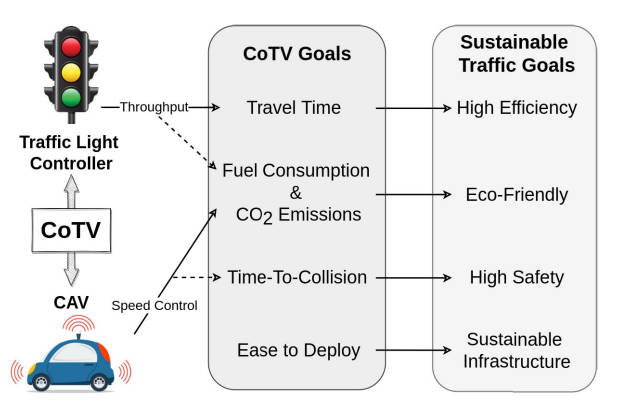 Traffic Light
Controller
CoTV
CAV
Throughput
Speed Control
CoTV Goals
Travel Time
Fuel Consumption
&
CO2 Emissions
Time-To-Collision
Ease to Deploy
Sustainable
Traffic Goals
High Efficiency
Eco-Friendly
High Safety
Sustainable
Infrastructure